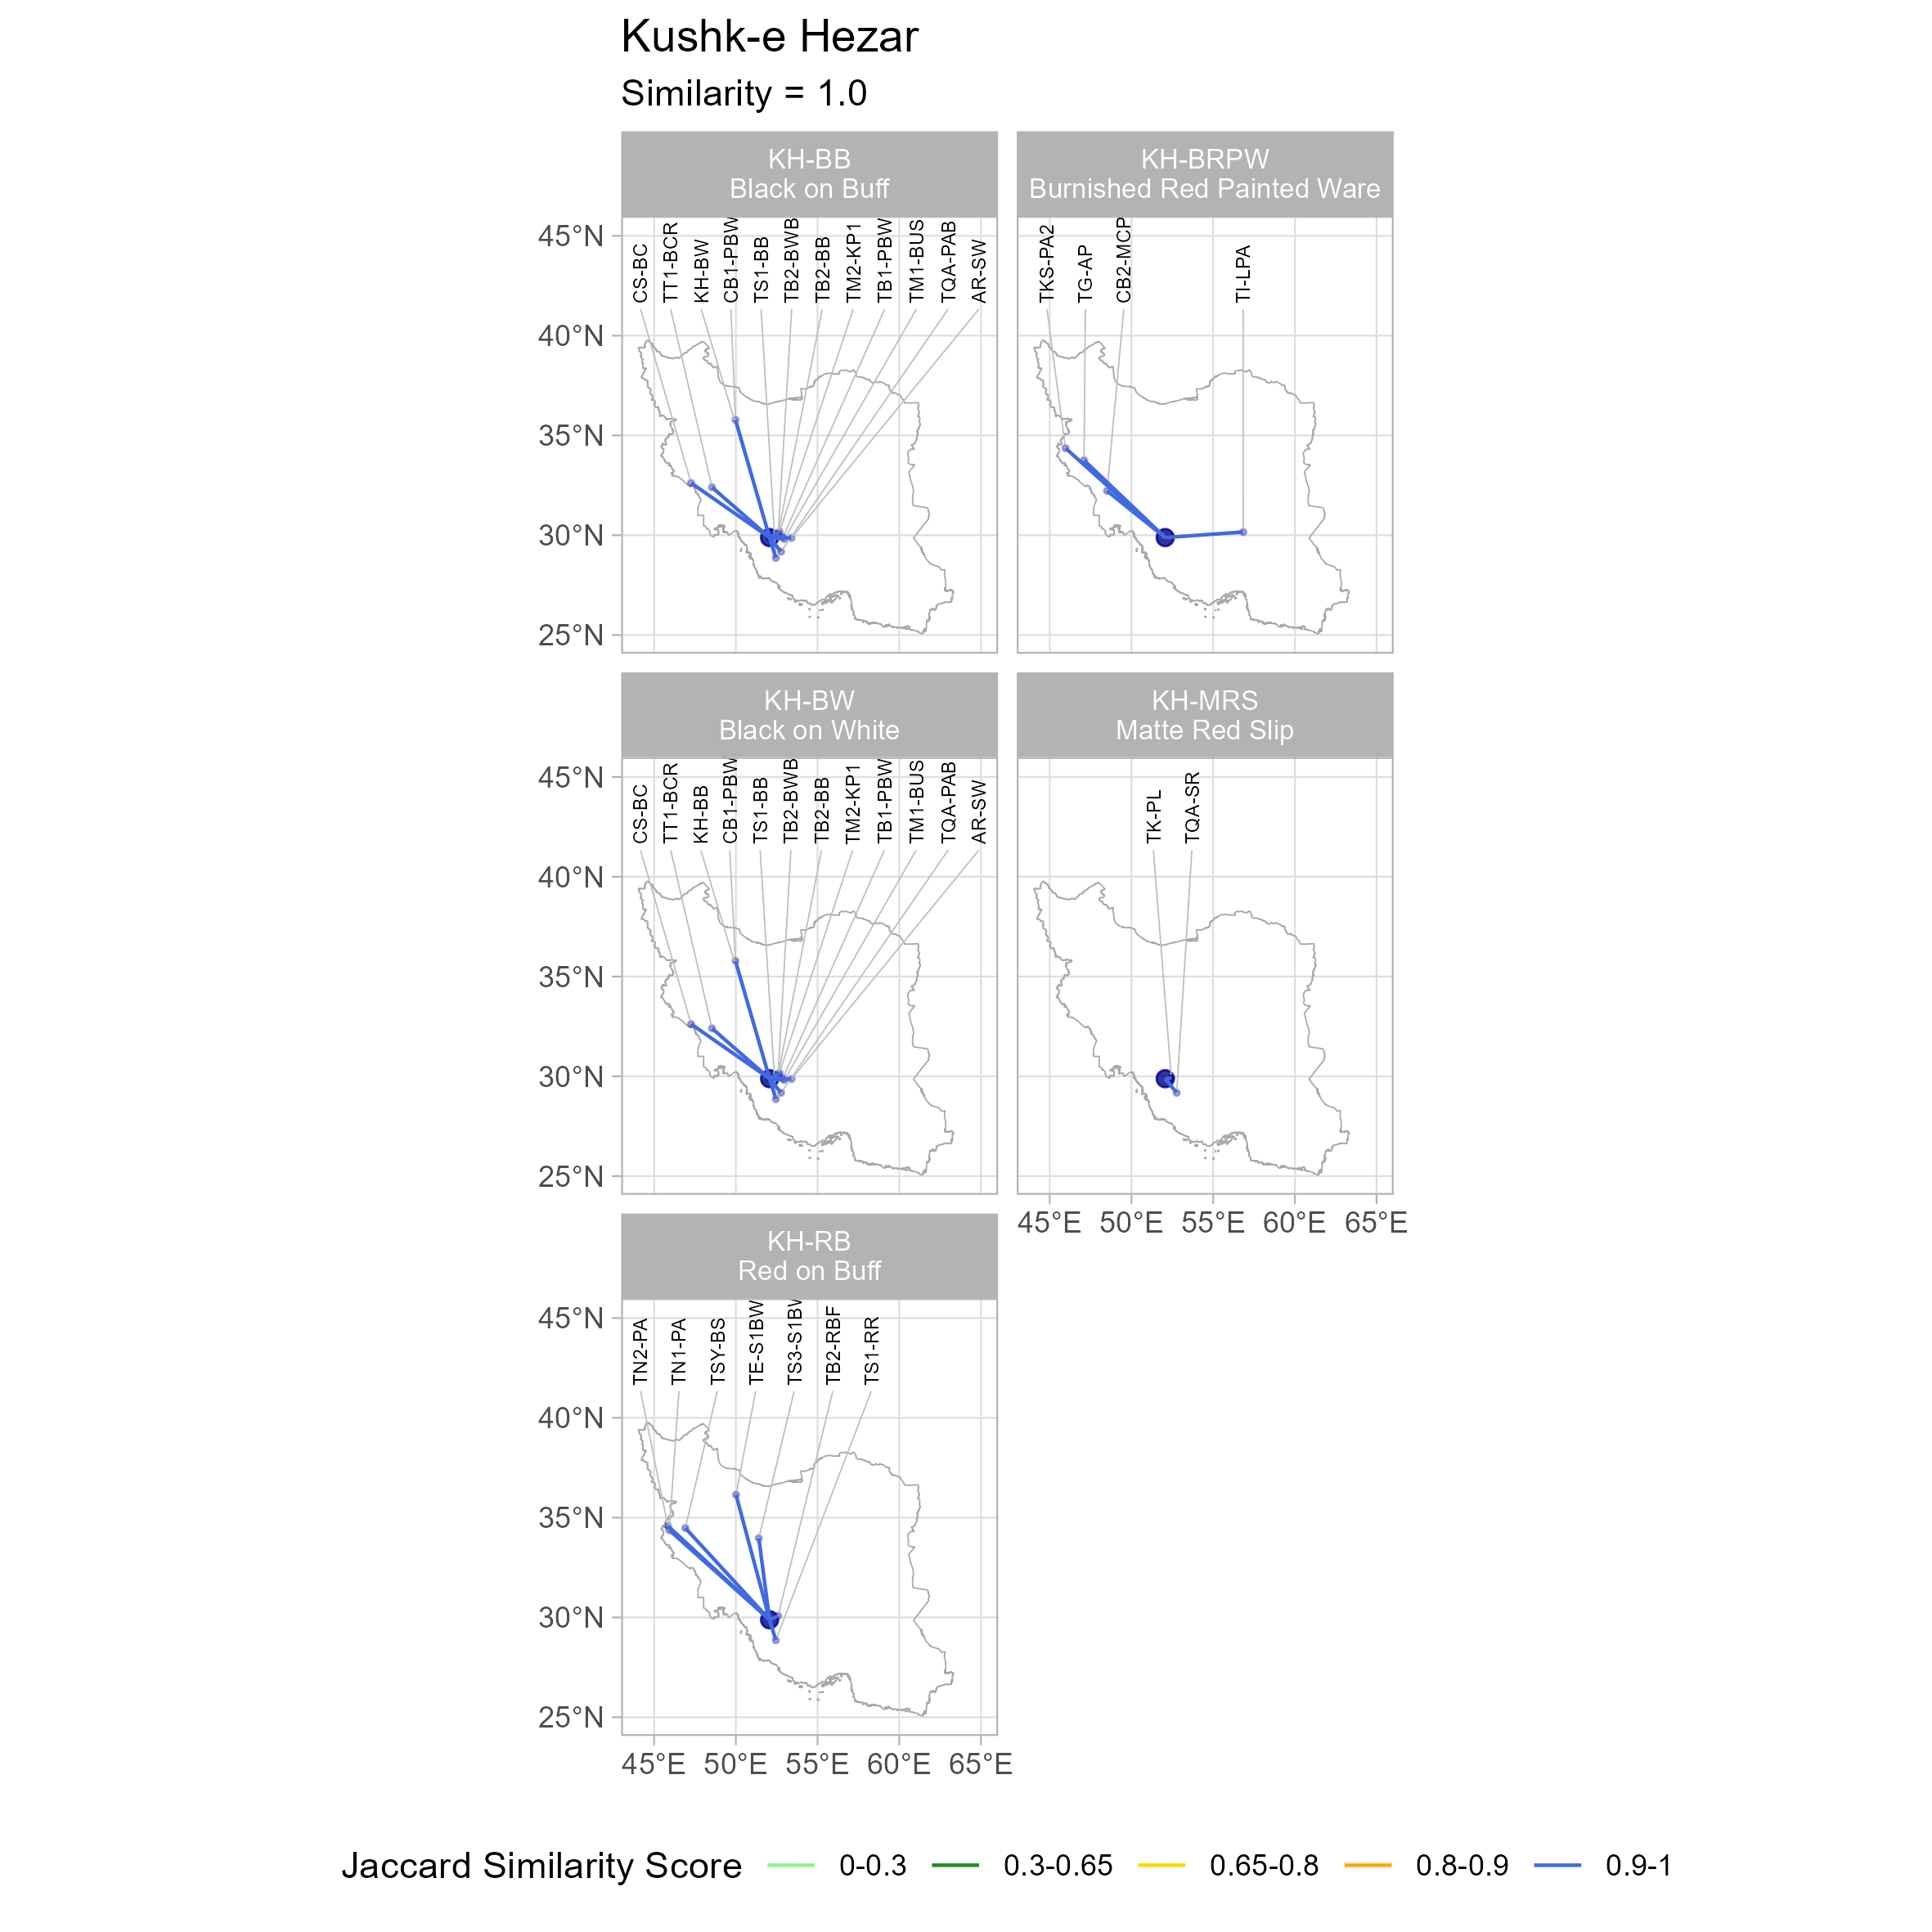 Kushk-e Hezar
Similarity = 1.0
KH-BB
Black on Buff
KH-BRPW
Burnished Red Painted Ware
CS-BC
TT1-BCR
KH-BW
CB1-PBW
TS1-BB
TB2-BWB
TB2-BB
TM2-KP1
TB1-PBW
TM1-BUS
TQA-PAB
AR-SW
TKS-PA2
TG-AP
CB2-MCP
TI-LPA
45°N
40°N
35°N
30°N
25°N
KH-BW
Black on White
KH-MRS
Matte Red Slip
CS-BC
TT1-BCR
KH-BB
CB1-PBW
TS1-BB
TB2-BWB
TB2-BB
TM2-KP1
TB1-PBW
TM1-BUS
TQA-PAB
AR-SW
TK-PL
TQA-SR
45°N
40°N
35°N
30°N
25°N
45°E 50°E 55°E 60°E 65°E
KH-RB
Red on Buff
TN2-PA
TN1-PA
TSY-BS
TE-S1BW
TB2-RBF
TS1-RR
45°N
40°N
35°N
30°N
25°N
45°E 50°E 55°E 60°E 65°E
Jaccard Similarity Score 0-0.3 0.3-0.65 0.65-0.8 0.8-0.9 0.9-1